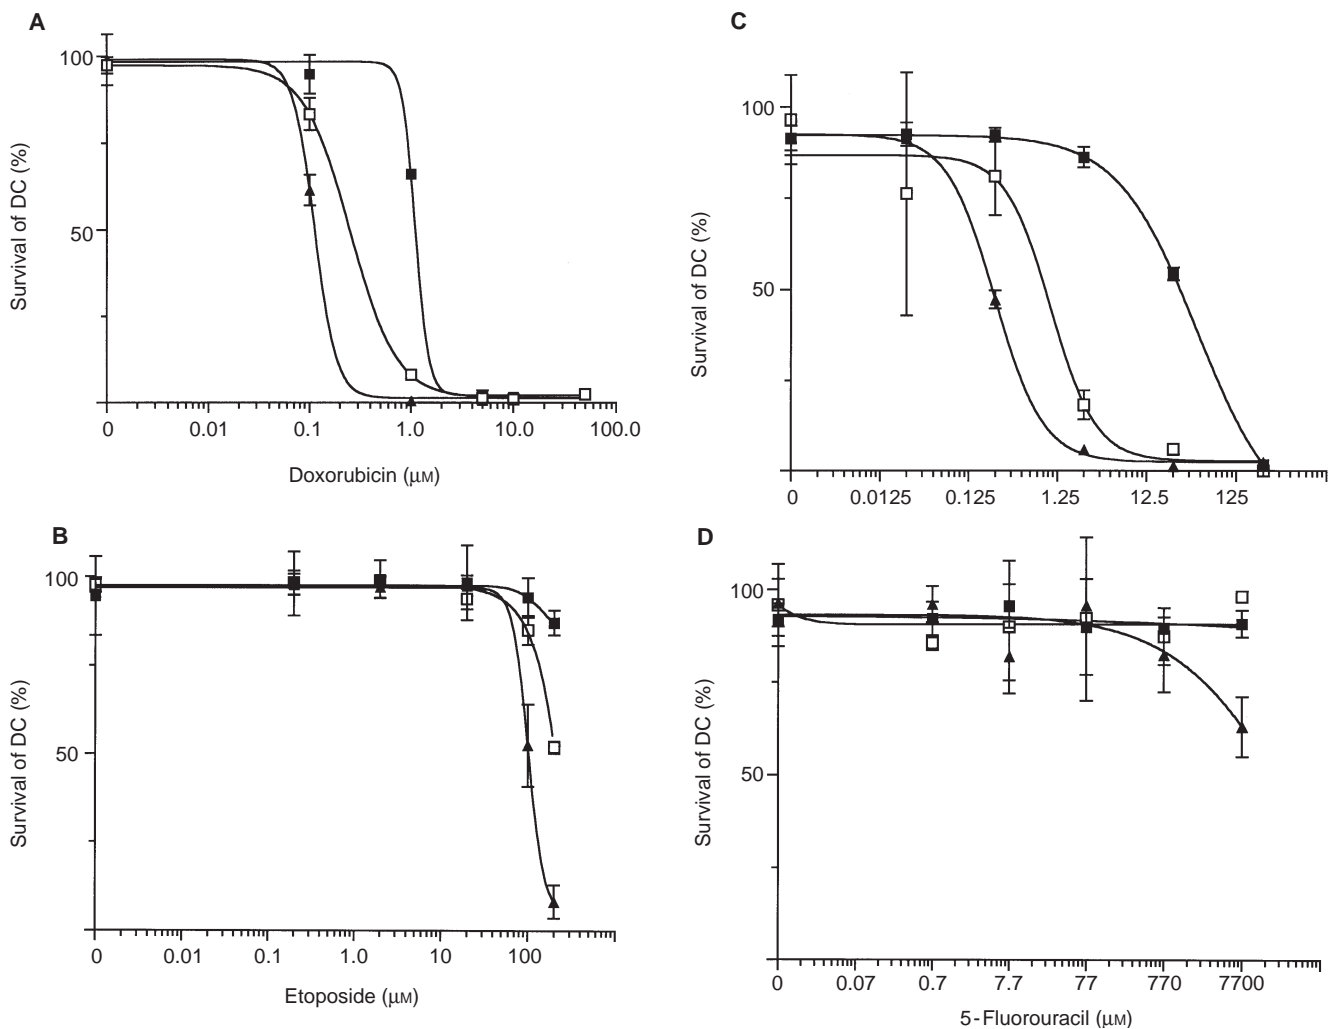 A
Survival of DC (%)
100
50
0 0.01 0.1 1.0 10.0 100.0
Doxorubicin (µM)
B
Survival of DC (%)
100
50
0 0.01 0.1 1.0 10 100
Etoposide (µM)
C
Survival of DC (%)
100
50
0 0.0125 0.125 1.25 12.5 125
D
Survival of DC (%)
100
50
0 0.07 0.7 7.7 77 770 7700
5-Fluorouracil (µM)